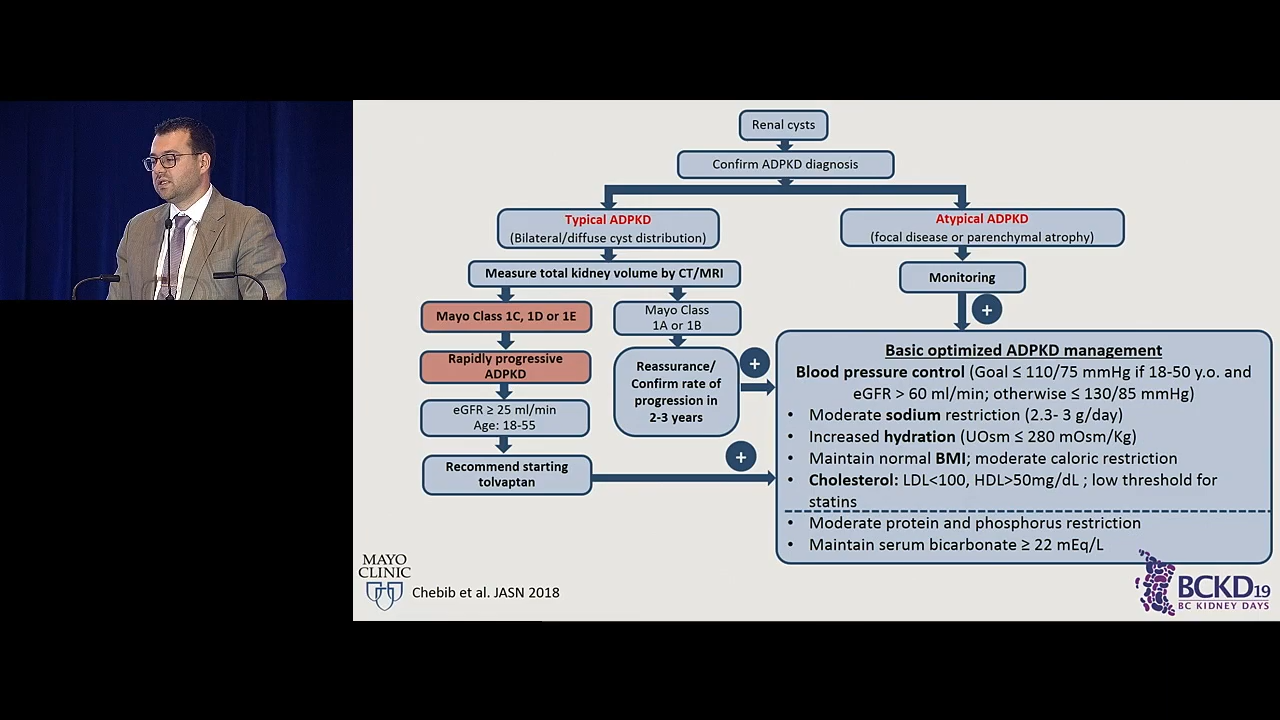 Renal cysts
Confirm ADPKD diagnosis
Typical ADPKD
(Bilateral/diffuse cyst distribution)
Atypical ADPKD
(focal disease or parenchymal atrophy)
Measure total kidney volume by CT/MRI
Monitoring
Mayo Class 1C, 1D or 1E
Mayo Class
1A or 1B
+
Rapidly progressive
ADPKD
Reassurance/
Confirm rate of
progression in
2-3 years
+
eGFR ≥ 25 ml/min
Age: 18-55
Recommend starting
tolvaptan
+
Basic optimized ADPKD management
Blood pressure control (Goal ≤ 110/75 mmHg if 18-50 y.o. and
eGFR > 60 ml/min; otherwise ≤ 130/85 mmHg)
• Moderate sodium restriction (2.3- 3 g/day)
• Increased hydration (UOsm ≤ 280 mOsm/Kg)
• Maintain normal BMI; moderate caloric restriction
• Cholesterol: LDL<100, HDL>50mg/dL ; low threshold for
statins
• Moderate protein and phosphorus restriction
• Maintain serum bicarbonate ≥ 22 mEq/L
MAYO
CLINIC
Chebib et al. JASN 2018
BCKD19
BC KIDNEY DAYS